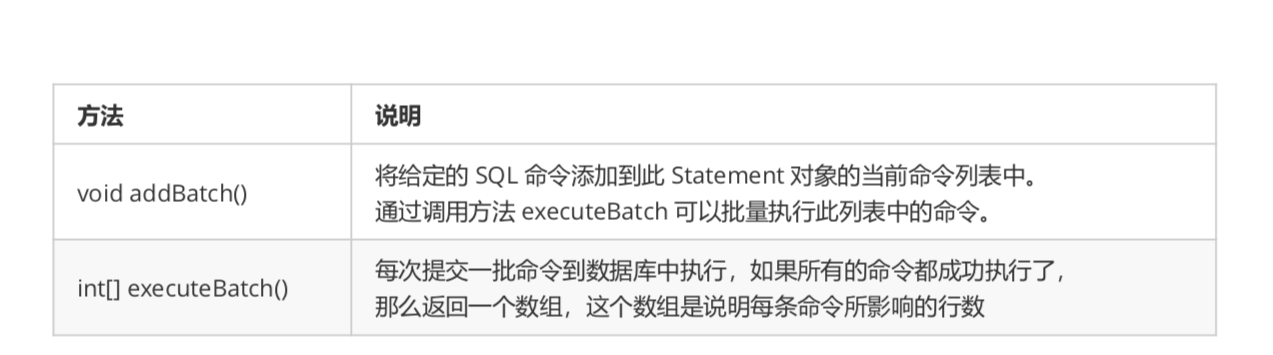 方法
说明
void addBatch()
将给定的 SQL 命令添加到此 Statement 对象的当前命令列表中。
通过调用方法 executeBatch 可以批量执行此列表中的命令。
int[] executeBatch()
每次提交一批命令到数据库中执行，如果所有的命令都成功执行了，
那么返回一个数组，这个数组是说明每条命令所影响的行数